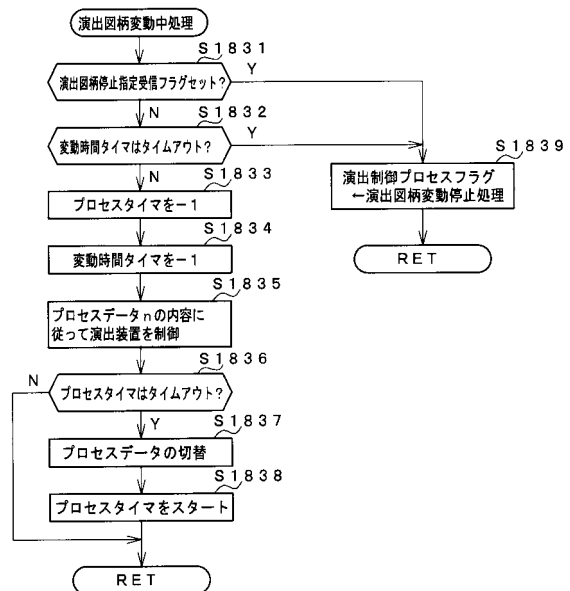 演出図柄変動中処理
S1831
演出図柄停止指定受信フラグセット?
Y
N
S1832
変動時間タイマはタイムアウト?
Y
N
S1833
プロセスタイマを-1
S1834
変動時間タイマを-1
S1835
プロセスデータnの内容に
従って演出装置を制御
S1836
プロセスタイマはタイムアウト?
N
Y
S1837
プロセスデータの切替
S1838
プロセスタイマをスタート
RET
S1839
演出制御プロセスフラグ
←演出図柄変動停止処理
RET